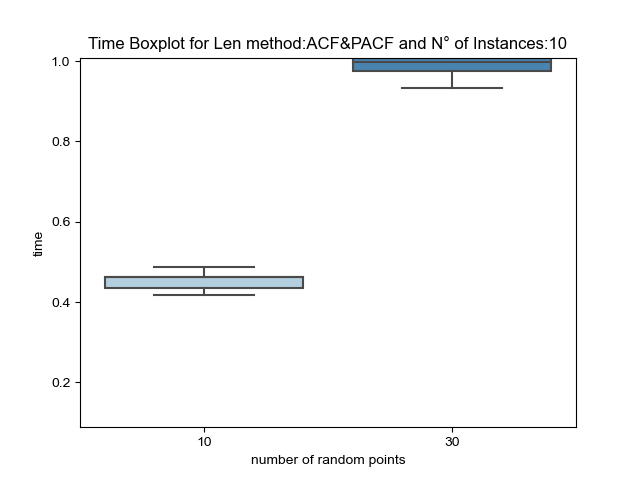 Time Boxplot for Len method:ACF&PACF and N° of Instances:10
1.0
0.8
0.6
0.4
0.2
time
10 30
number of random points